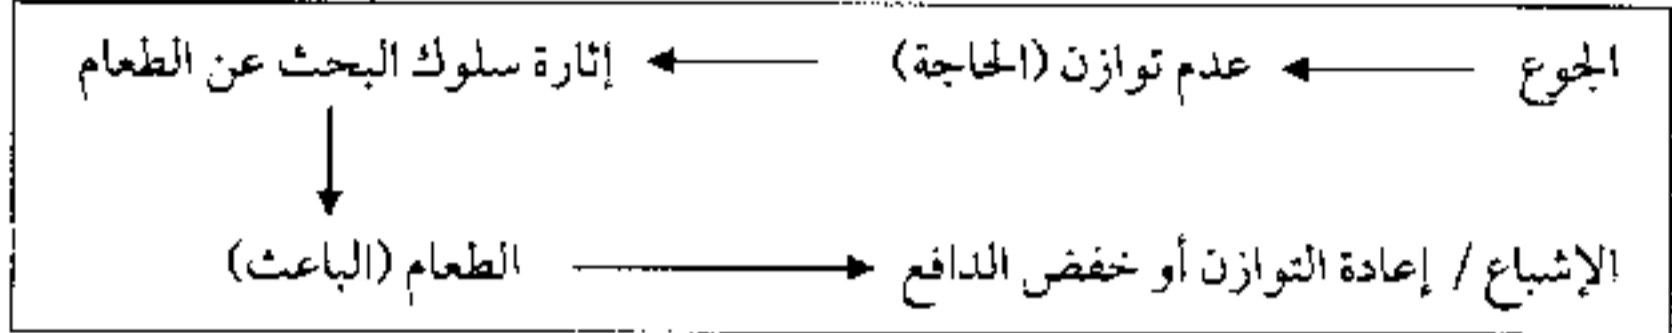 الجوع عدم توازن (الحاجة) إثارة سلوك البحث عن الطعام
الإشباع / إعادة التوازن أو خفض الدافع الطعام (الباعث)